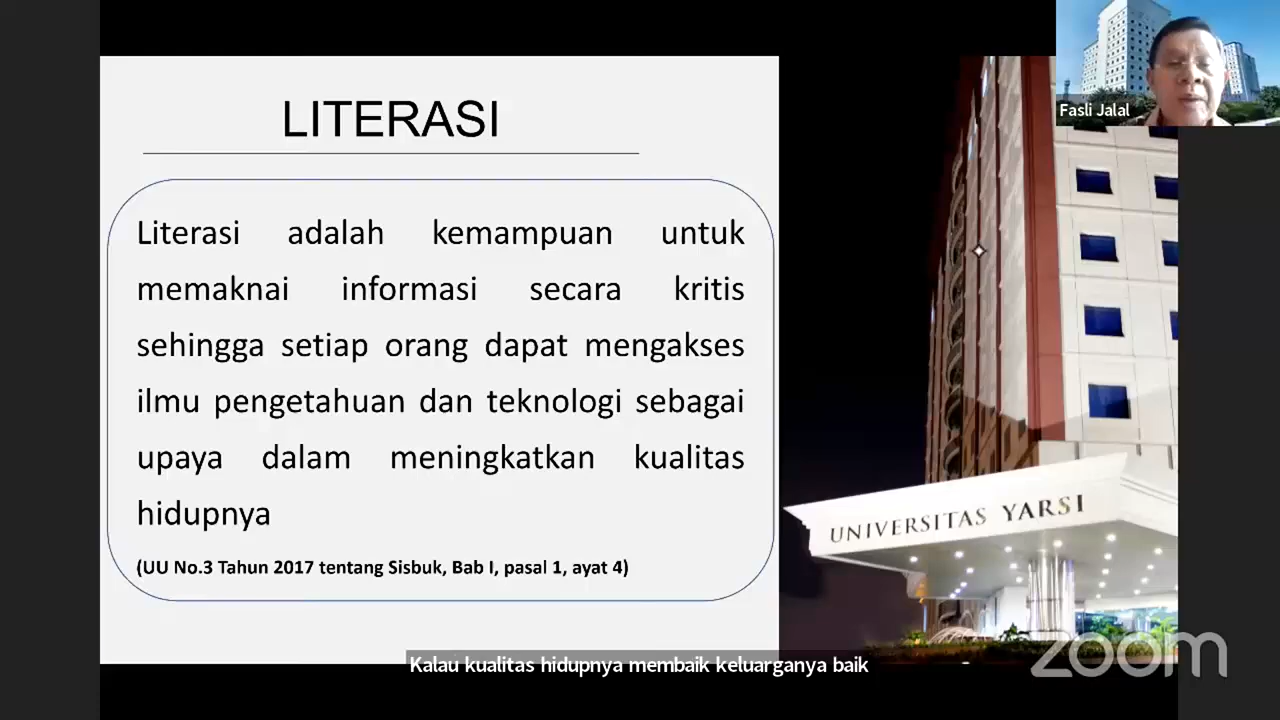 LITERASI
Literasi adalah kemampuan untuk
memaknai informasi secara kritis
sehingga setiap orang dapat mengakses
ilmu pengetahuan dan teknologi sebagai
upaya dalam meningkatkan kualitas
hidupnya
(UU No.3 Tahun 2017 tentang Sisbuk, Bab I, pasal 1, ayat 4)
Fasli Jalal
UNIVERSITAS YARSI
Kalau kualitas hidupnya membaik keluarganya baik
zoom